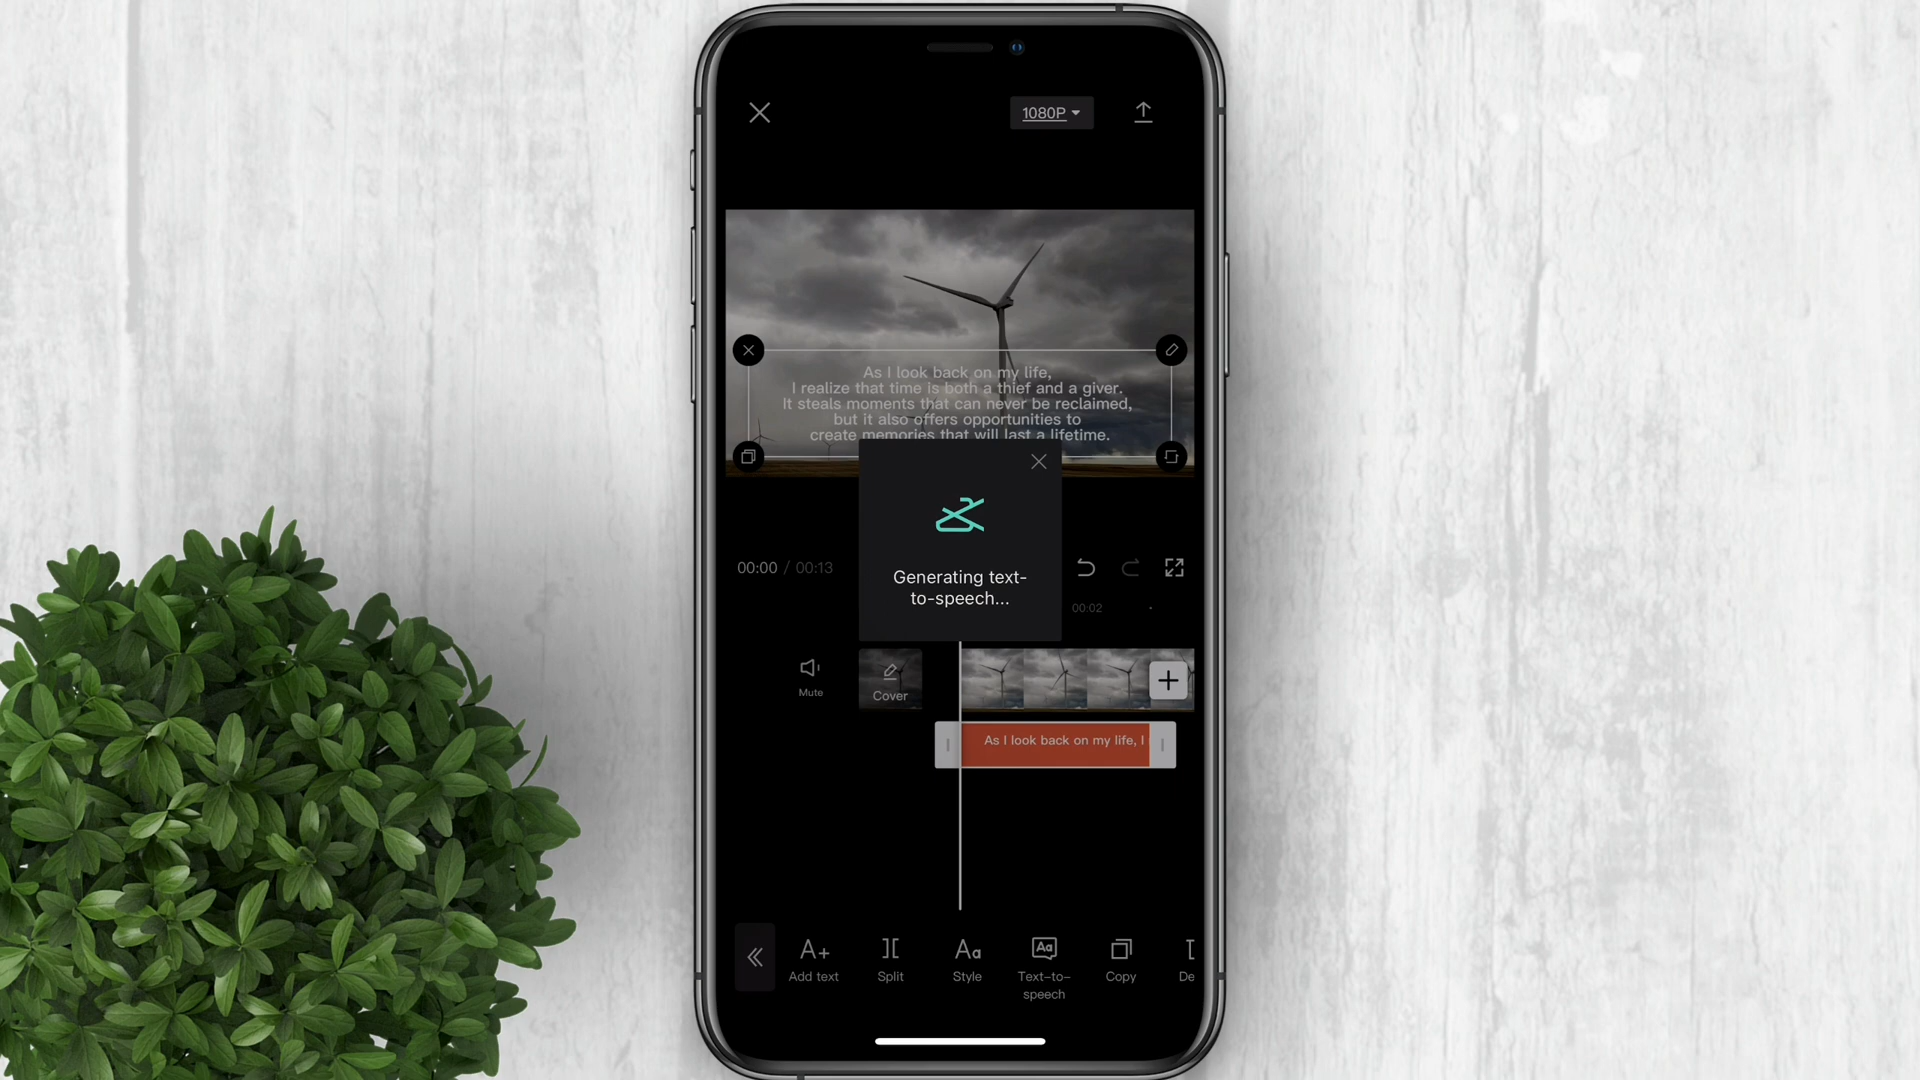 1080P
As I look back on my life,
I realize that time is both a thief and a giver.
It steals moments that can never be reclaimed,
but it also offers opportunities to
create memories that will last a lifetime.
Generating text-
to-speech...
00:00 / 00:13
00:02
Mute
Cover
As I look back on my life, I
Add text
Split
Style
Text-to-
speech
Copy
De